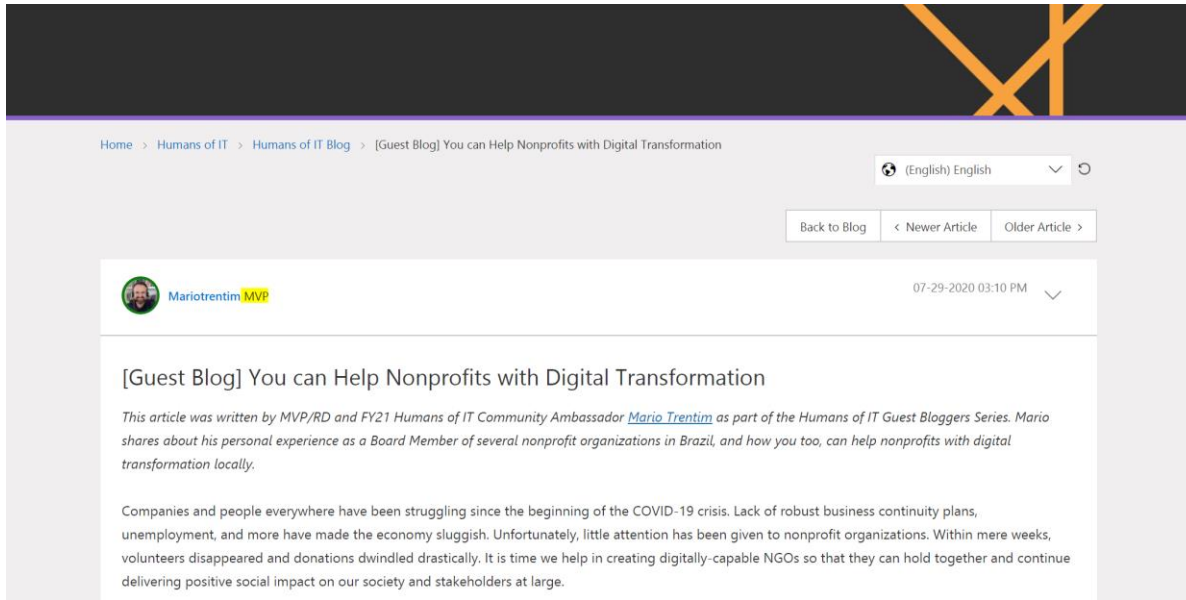 Home > Humans of IT > Humans of IT Blog > [Guest Blog] You can Help Nonprofits with Digital Transformation
(English) English
Back to Blog
< Newer Article
Older Article >
Mariotrentim MVP
07-29-2020 03:10 PM
[Guest Blog] You can Help Nonprofits with Digital Transformation
This article was written by MVP/RD and FY21 Humans of IT Community Ambassador Mario Trentim as part of the Humans of IT Guest Bloggers Series. Mario
shares about his personal experience as a Board Member of several nonprofit organizations in Brazil, and how you too, can help nonprofits with digital
transformation locally.
Companies and people everywhere have been struggling since the beginning of the COVID-19 crisis. Lack of robust business continuity plans,
unemployment, and more have made the economy sluggish. Unfortunately, little attention has been given to nonprofit organizations. Within mere weeks,
volunteers disappeared and donations dwindled drastically. It is time we help in creating digitally-capable NGOs so that they can hold together and continue
delivering positive social impact on our society and stakeholders at large.